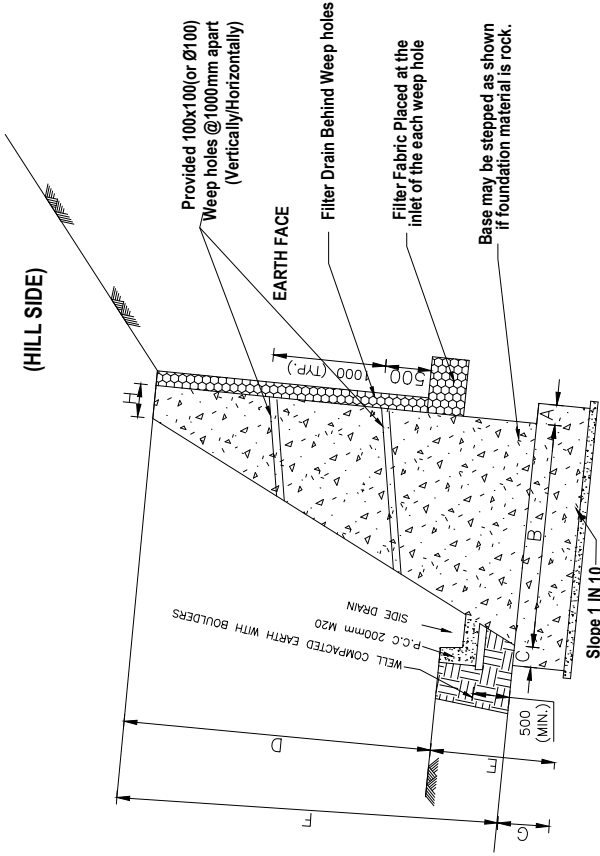 (HILL SIDE)
Provided 100x100(or Ø100)
Weep holes @1000mm apart
(Vertically/Horizontally)
EARTH FACE
Filter Drain Behind Weep holes
Filter Fabric Placed at the
inlet of the each weep hole
Base may be stepped as shown
if foundation material is rock.
H
1000 (TYP.)
500
A
B
C
Slope 1 IN 10
SIDE DRAIN
P.C.C 200mm M20
WELL COMPACTED EARTH WITH BOULDERS
500
(MIN.)
D
E
F
G